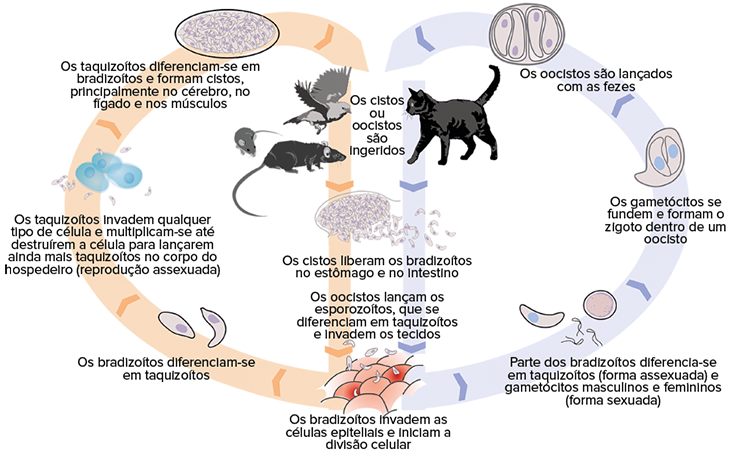 Os taquizoítos diferenciam-se em
bradizoítos e formam cistos,
principalmente no cérebro, no
fígado e nos músculos
Os cistos
ou
oocistos
são
ingeridos
Os oocistos são lançados
com as fezes
Os taquizoítos invadem qualquer
tipo de célula e multiplicam-se até
destruírem a célula para lançarem
ainda mais taquizoítos no corpo do
hospedeiro (reprodução assexuada)
Os cistos liberam os bradizoítos
no estômago e no intestino
Os gametócitos se
fundem e formam o
zigoto dentro de um
oocisto
Os oocistos lançam os
esporozoítos, que se
diferenciam em taquizoítos
e invadem os tecidos
Os bradizoítos diferenciam-se
em taquizoítos
Os bradizoítos invadem as
células epiteliais e iniciam a
divisão celular
Parte dos bradizoítos diferencia-se
em taquizoítos (forma assexuada) e
gametócitos masculinos e femininos
(forma sexuada)